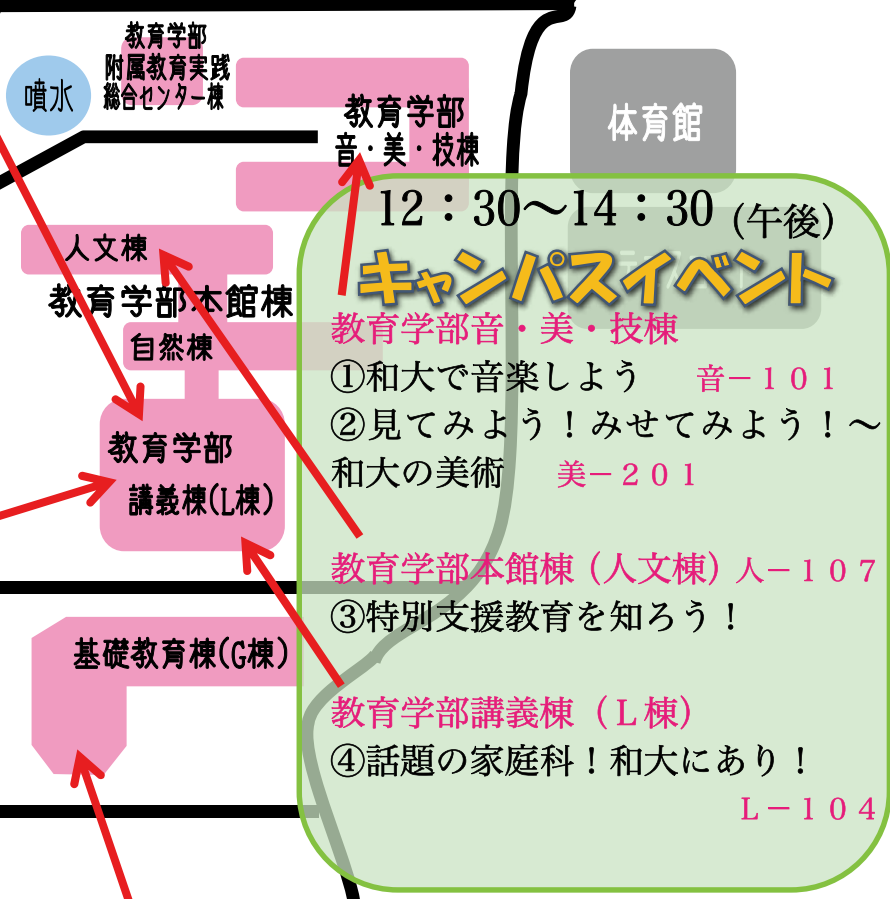 教育学部
附属教育実践
総合センター棟
噴水
教育学部
音・美・技棟
体育館
人文棟
教育学部本館棟
自然棟
教育学部
講義棟(L棟)
基礎教育棟(G棟)
12:30〜14:30 (午後)
キャンパスイベント
教育学部音・美・技棟
①和大で音楽しよう 音−101
②見てみよう!みせてみよう!〜
和大の美術 美−201
教育学部本館棟(人文棟)人−107
③特別支援教育を知ろう!
教育学部講義棟(L棟)
④話題の家庭科!和大にあり!
L−104